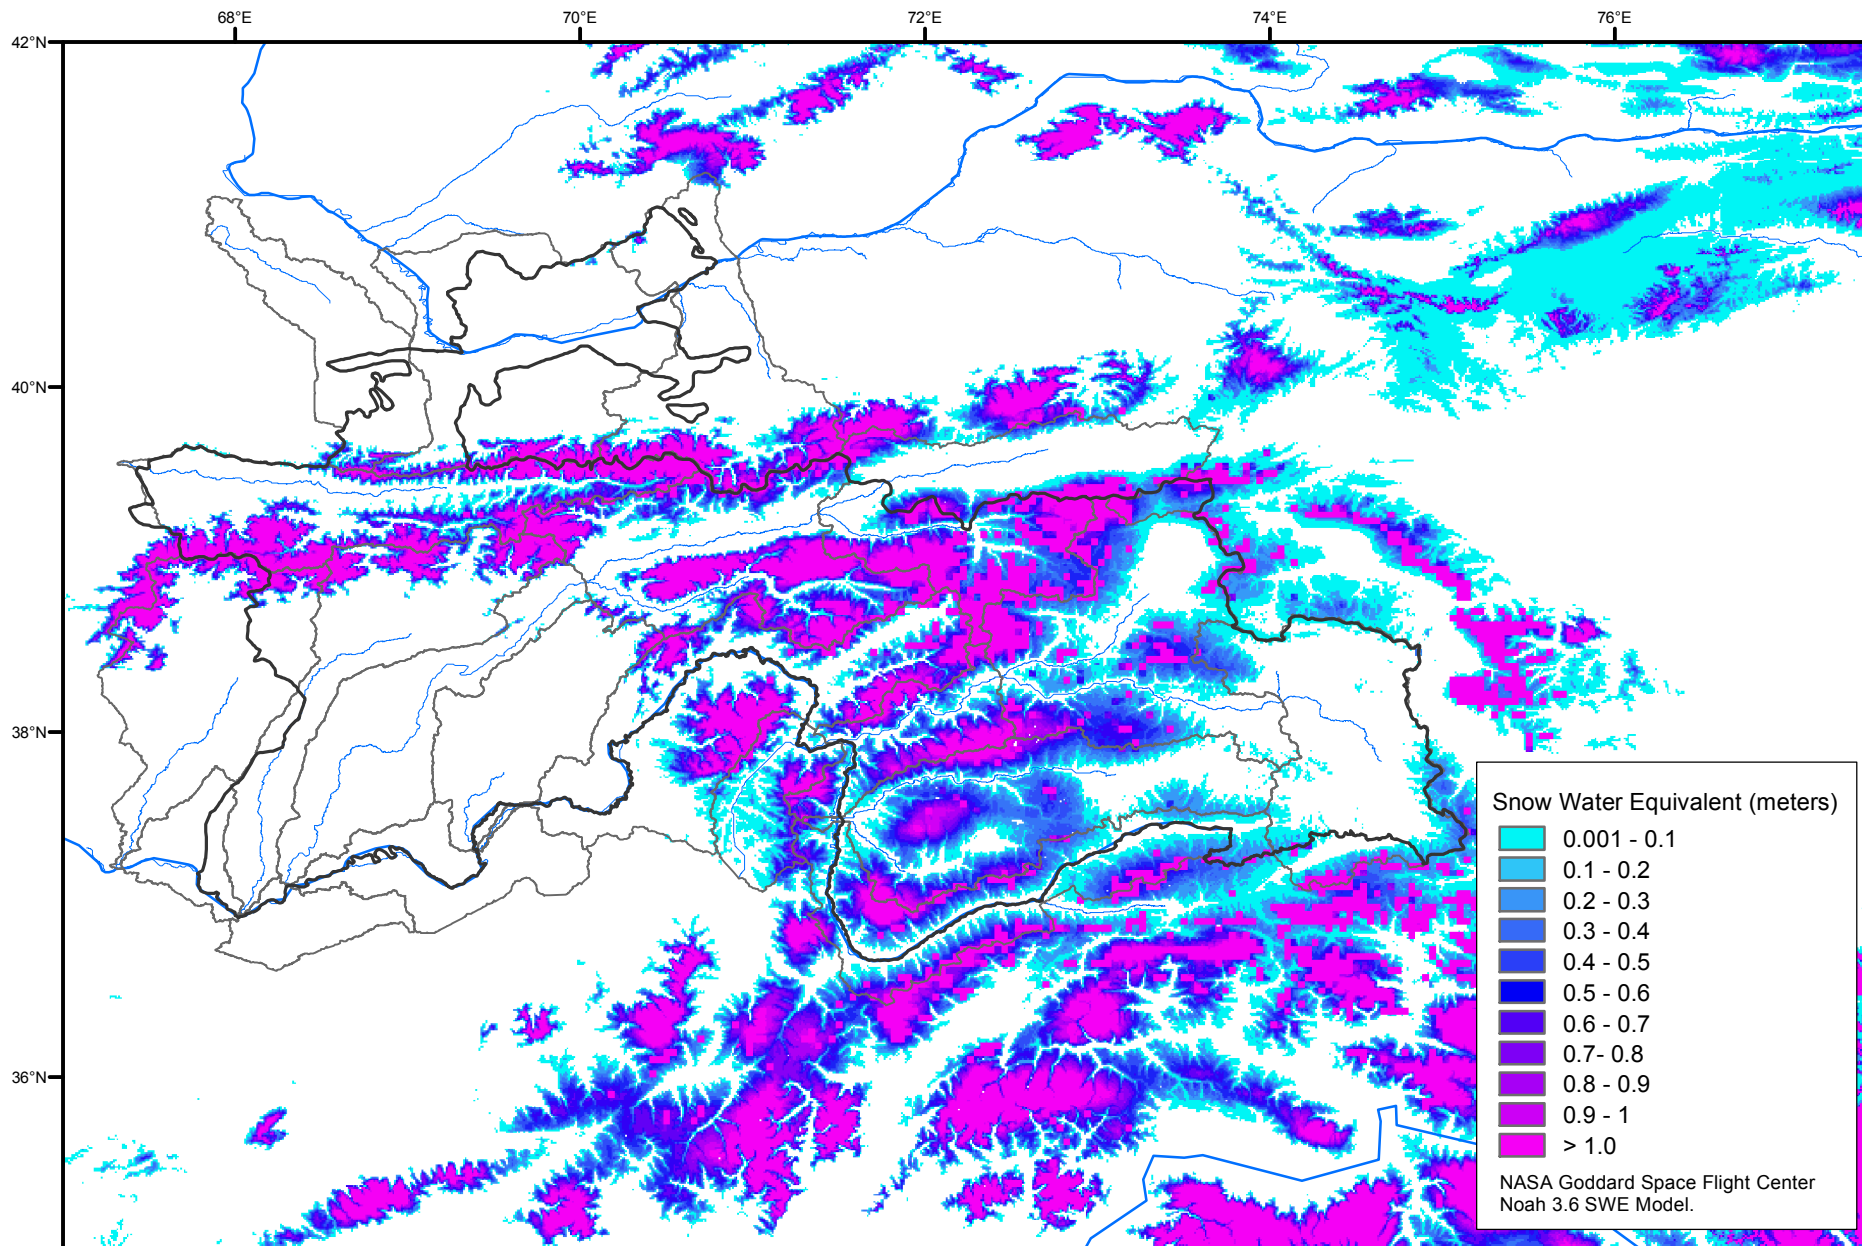 68°E 70°E 72°E 74°E 76°E
42°N
40°N
38°N
36°N
Snow Water Equivalent (meters)
0.001 - 0.1
0.1 - 0.2
0.2 - 0.3
0.3 - 0.4
0.4 - 0.5
0.5 - 0.6
0.6 - 0.7
0.7- 0.8
0.8 - 0.9
0.9 - 1
> 1.0
NASA Goddard Space Flight Center
Noah 3.6 SWE Model.